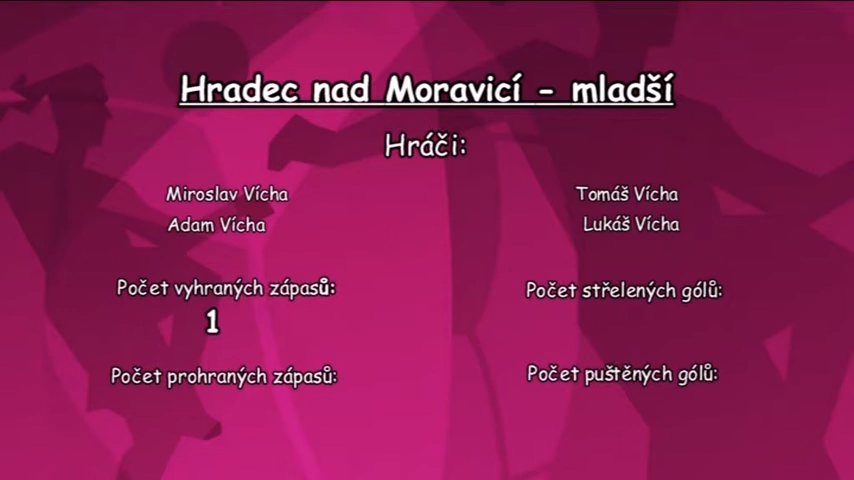 Hradec nad Moravicí - mladší
Hráči:
Miroslav Vícha
Tomáš Vícha
Adam Vícha
Lukáš Vícha
Počet vyhraných zápasů:
1
Počet střelených gólů:
Počet prohraných zápasů:
Počet puštěných gólů: